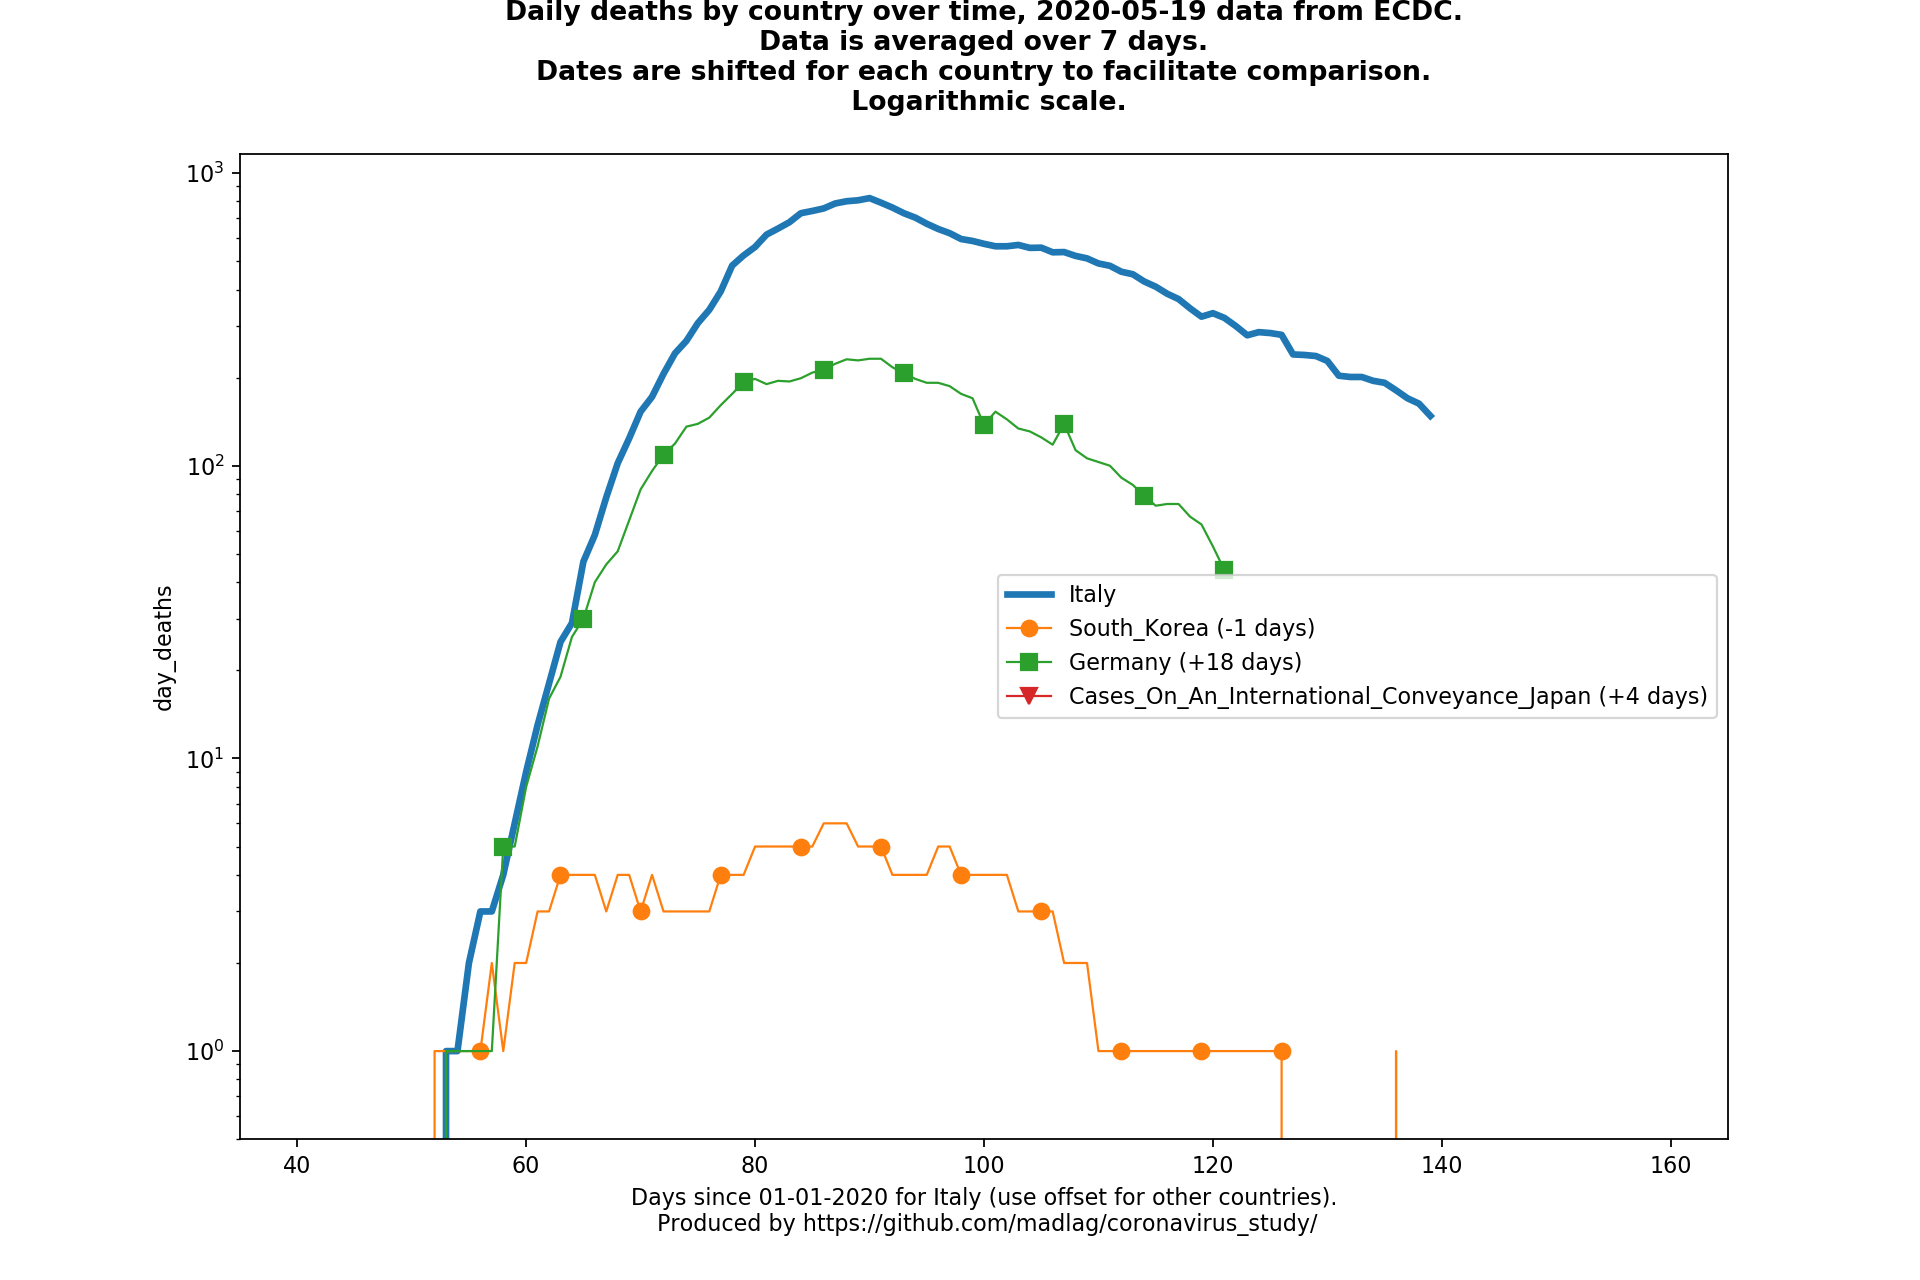 Daily deaths by country over time, 2020-05-19 data from ECDC.
Data is averaged over 7 days.
Dates are shifted for each country to facilitate comparison.
Logarithmic scale.
10³
10²
10¹
10⁰
day_deaths
Italy
South_Korea (-1 days)
Germany (+18 days)
Cases_On_An_International_Conveyance_Japan (+4 days)
40 60 80 100 120 140 160
Days since 01-01-2020 for Italy (use offset for other countries).
Produced by https://github.com/madlag/coronavirus_study/